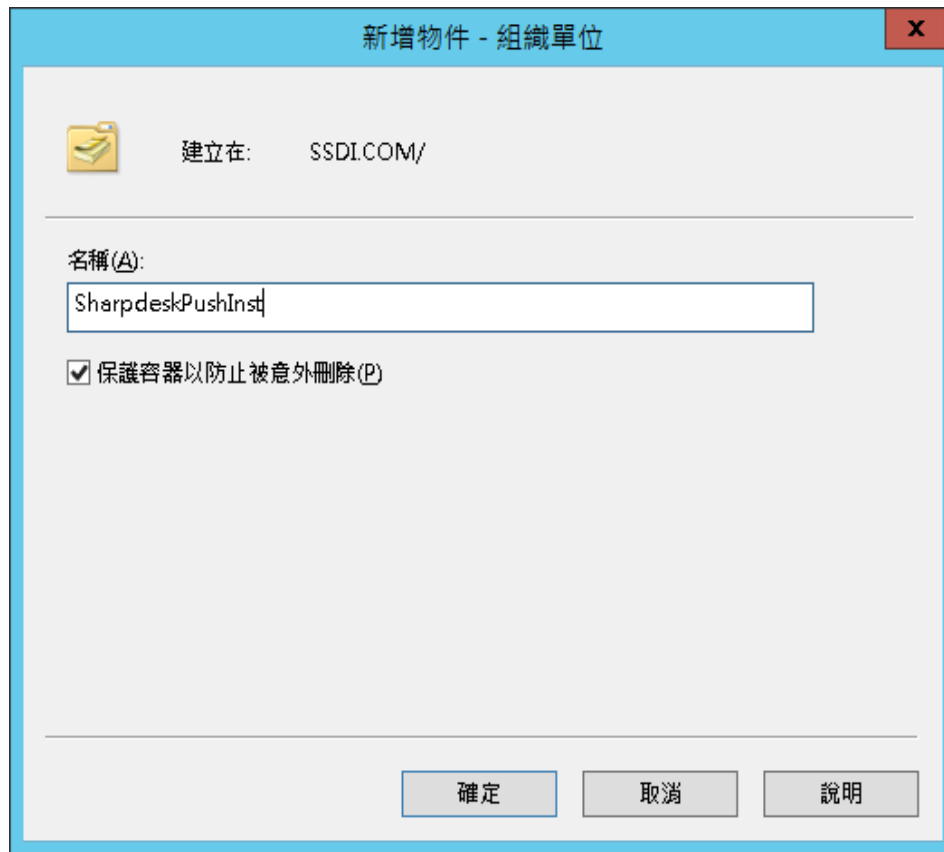 新增物件 - 組織單位
x
建立在: SSDI.COM/
名稱(A):
SharpdeskPushInst
保護容器以防止被意外刪除(P)
確定 取消 說明